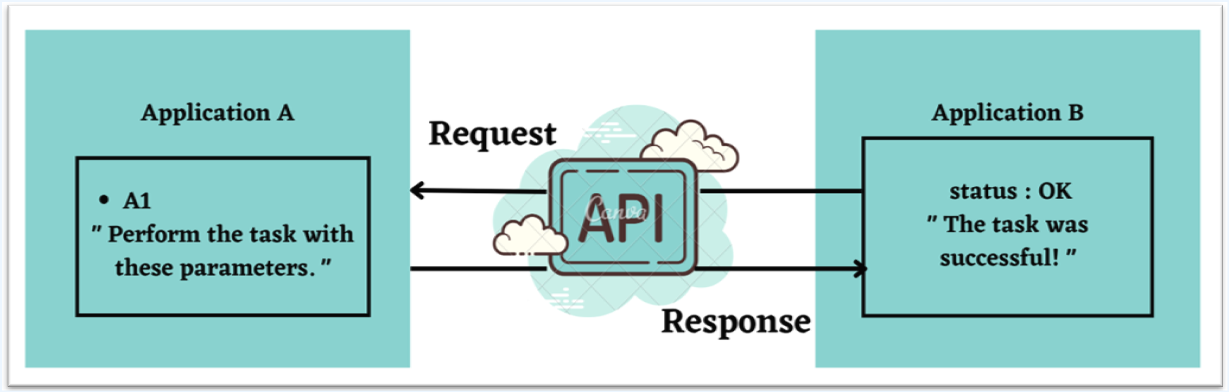 Application A
• A1
" Perform the task with
these parameters. "
Request
API
Canva
Response
Application B
status : OK
" The task was
successful! "